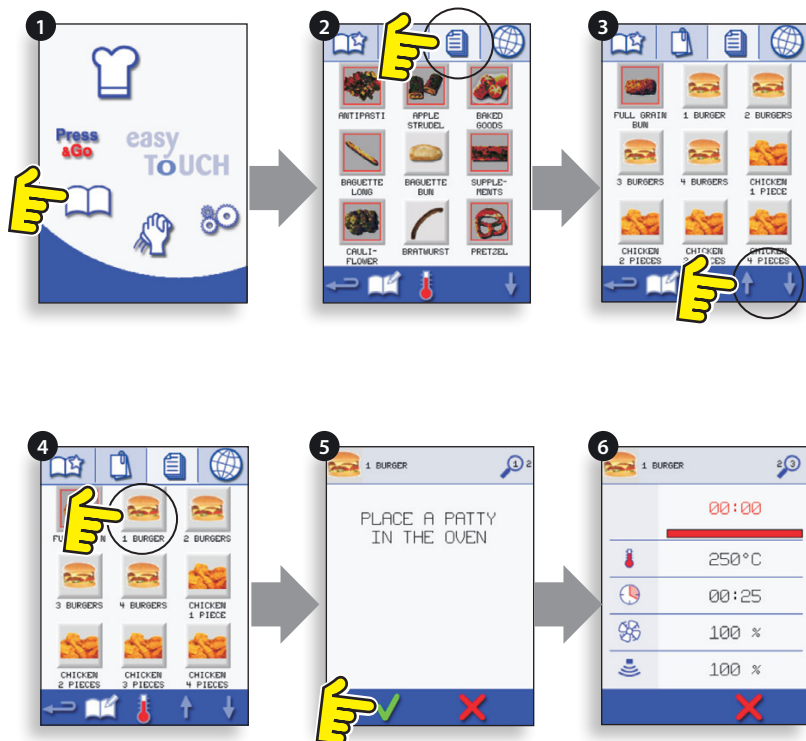 1
Press
&Go
easy
ToUCH
2
ANTIPASTI
APPLE
STRUDEL
BAKED
GOODS
BAGUETTE
LONG
BAGUETTE
BUN
SUPPLE-
MENTS
CAULI-
FLOWER
BRATWURST
PRETZEL
3
FULL GRAIN
BUN
1 BURGER
2 BURGERS
3 BURGERS
4 BURGERS
CHICKEN
1 PIECE
CHICKEN
2 PIECES
CHICKEN
CHICKEN
4 PIECES
4
1 BURGER
2 BURGERS
3 BURGERS
4 BURGERS
CHICKEN
1 PIECE
CHICKEN
2 PIECES
CHICKEN
3 PIECES
CHICKEN
4 PIECES
5
1 BURGER
1 2
PLACE A PATTY
IN THE OVEN
6
1 BURGER
2 3
00:00
250°C
00:25
100 %
100 %